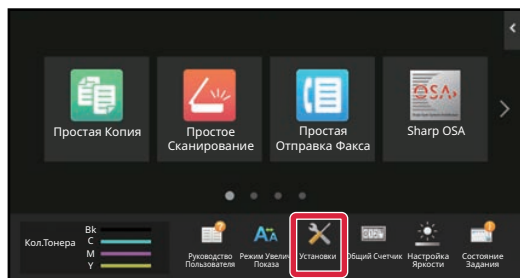 Простая Копия
Простое
Сканирование
Простая
Отправка Факса
OSA
Sharp OSA
Кол.Тонера
Bk
C
M
Y
Руководство
Пользователя
Режим Увелич
Показа
Установки
Общий Счетчик
Настройка
Яркости
Состояние
Задания